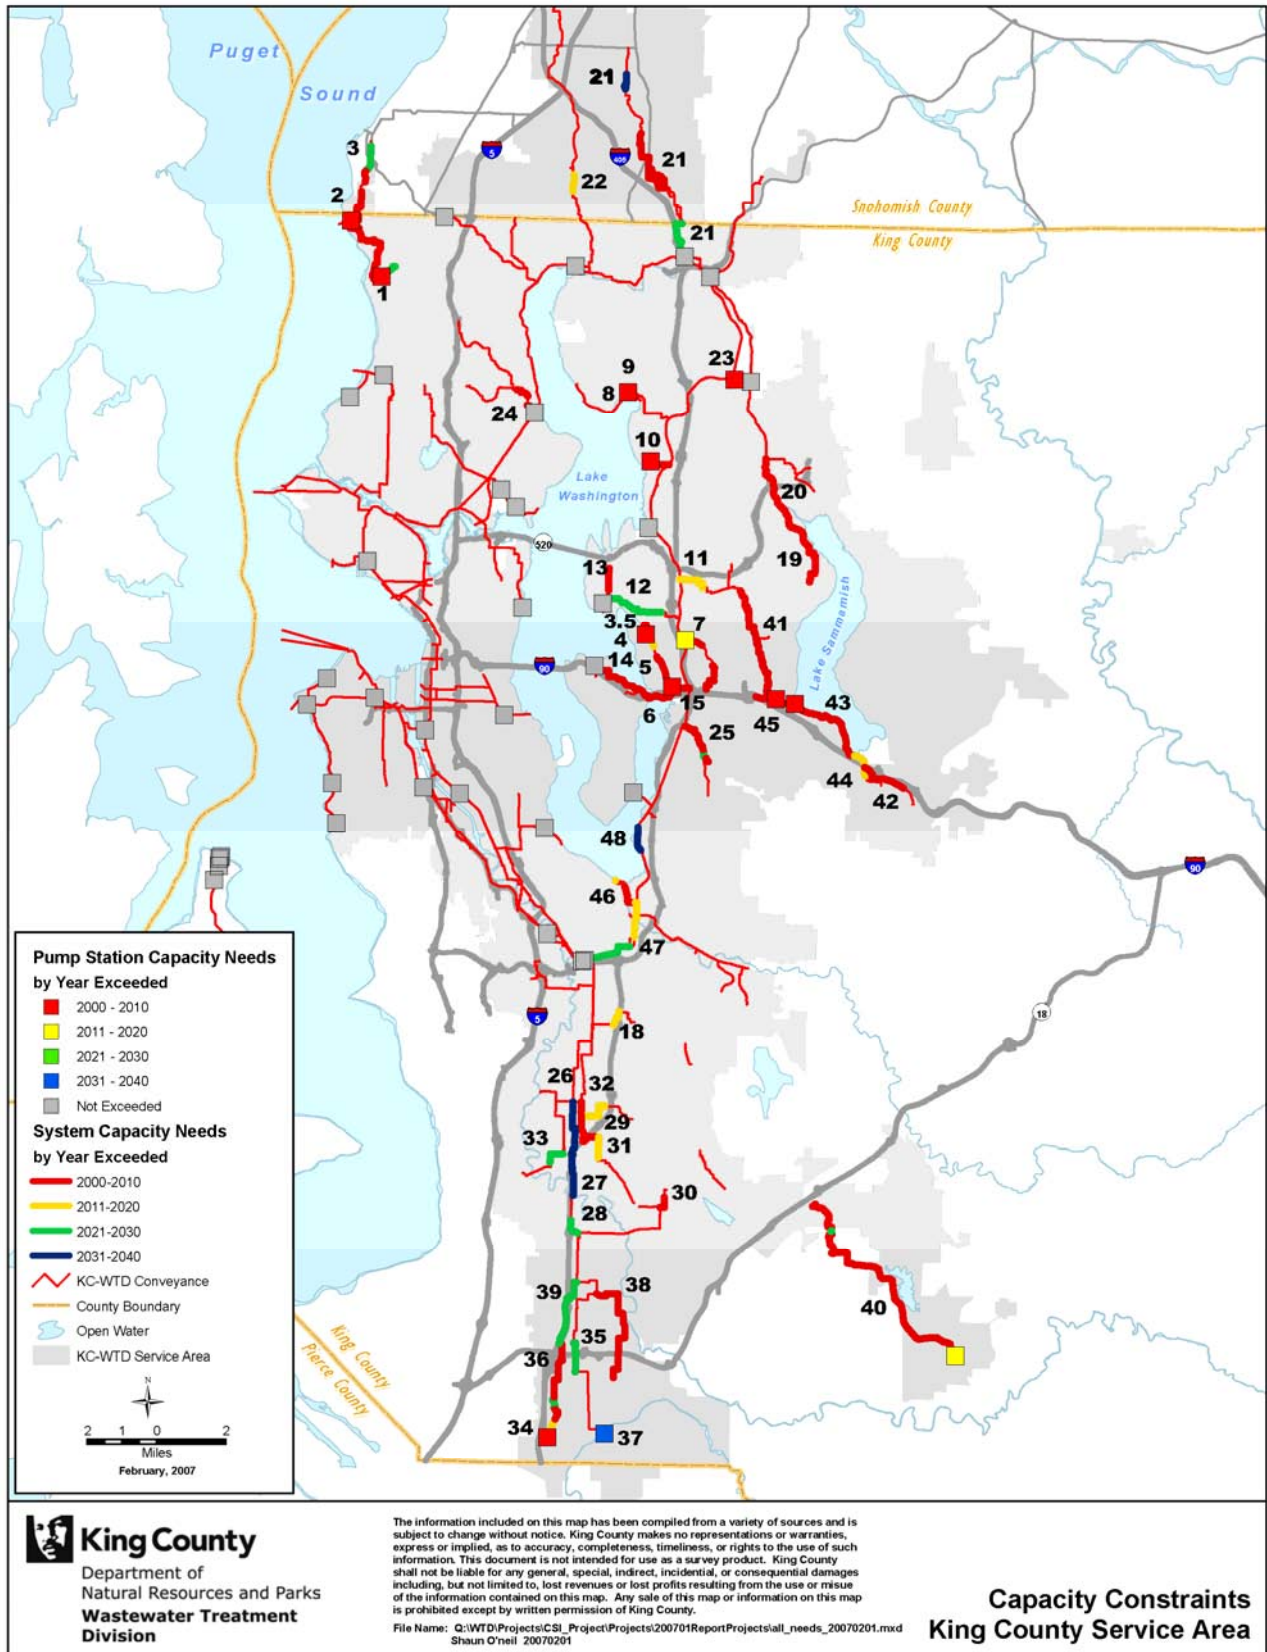 Puget
Sound
21
3
5
405
21
22
2
Snohomish County
21
King County
1
23
9
8
24
10
Lake
Washington
20
520
11
19
13
12
3.5
7
41
4
Lake Sammamish
14
5
90
15
43
6
45
25
44
42
48
90
46
47
18
5
18
26
32
29
33
31
27
30
28
39
38
40
35
36
34
37
King County
Pierce County
Pump Station Capacity Needs
by Year Exceeded
2000 - 2010
2011 - 2020
2021 - 2030
2031 - 2040
Not Exceeded
System Capacity Needs
by Year Exceeded
2000-2010
2011-2020
2021-2030
2031-2040
KC-WTD Conveyance
County Boundary
Open Water
KC-WTD Service Area
N
2 1 0 2
Miles
February, 2007
King County
Department of
Natural Resources and Parks
Wastewater Treatment
Division
The information included on this map has been compiled from a variety of sources and is
subject to change without notice. King County makes no representations or warranties,
express or implied, as to accuracy, completeness, timeliness, or rights to the use of such
information. This document is not intended for use as a survey product. King County
shall not be liable for any general, special, indirect, incidental, or consequential damages
including, but not limited to, lost revenues or lost profits resulting from the use or misue
of the information contained on this map. Any sale of this map or information on this map
is prohibited except by written permission of King County.
File Name: Q:\WTD\Projects\CSI_Project\Projects\200701ReportProjects\all_needs_20070201.mxd
Shaun O'neil 20070201
Capacity Constraints
King County Service Area